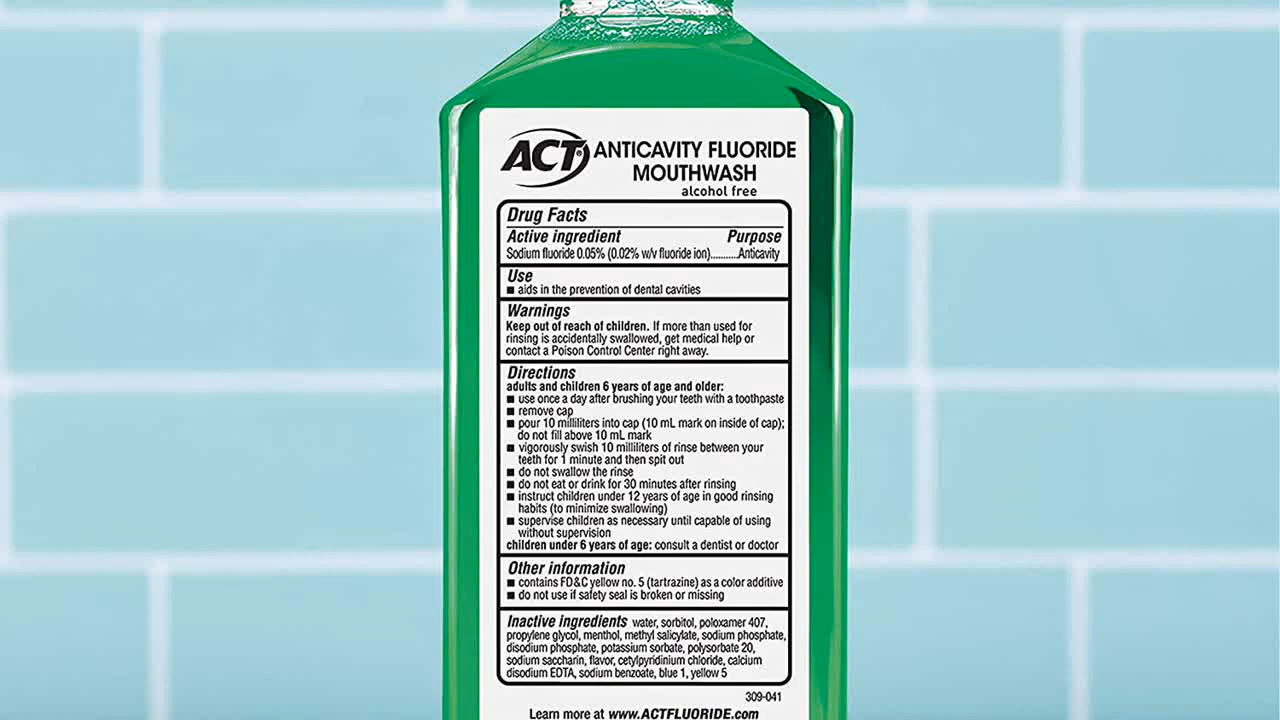 ACT® ANTICAVITY FLUORIDE
MOUTHWASH
alcohol free
Drug Facts
Active ingredient Purpose
Sodium fluoride 0.05% (0.02% w/v fluoride ion)..........Anticavity
Use
■ aids in the prevention of dental cavities
Warnings
Keep out of reach of children. If more than used for
rinsing is accidentally swallowed, get medical help or
contact a Poison Control Center right away.
Directions
adults and children 6 years of age and older:
■ use once a day after brushing your teeth with a toothpaste
■ remove cap
■ pour 10 milliliters into cap (10 mL mark on inside of cap);
do not fill above 10 mL mark
■ vigorously swish 10 milliliters of rinse between your
teeth for 1 minute and then spit out
■ do not swallow the rinse
■ do not eat or drink for 30 minutes after rinsing
■ instruct children under 12 years of age in good rinsing
habits (to minimize swallowing)
■ supervise children as necessary until capable of using
without supervision
children under 6 years of age: consult a dentist or doctor
Other information
■ contains FD&C yellow no. 5 (tartrazine) as a color additive
■ do not use if safety seal is broken or missing
Inactive ingredients water, sorbitol, poloxamer 407,
propylene glycol, menthol, methyl salicylate, sodium phosphate,
disodium phosphate, potassium sorbate, polysorbate 20,
sodium saccharin, flavor, cetylpyridinium chloride, calcium
disodium EDTA, sodium benzoate, blue 1, yellow 5
309-041
Learn more at www.ACTFLUORIDE.com